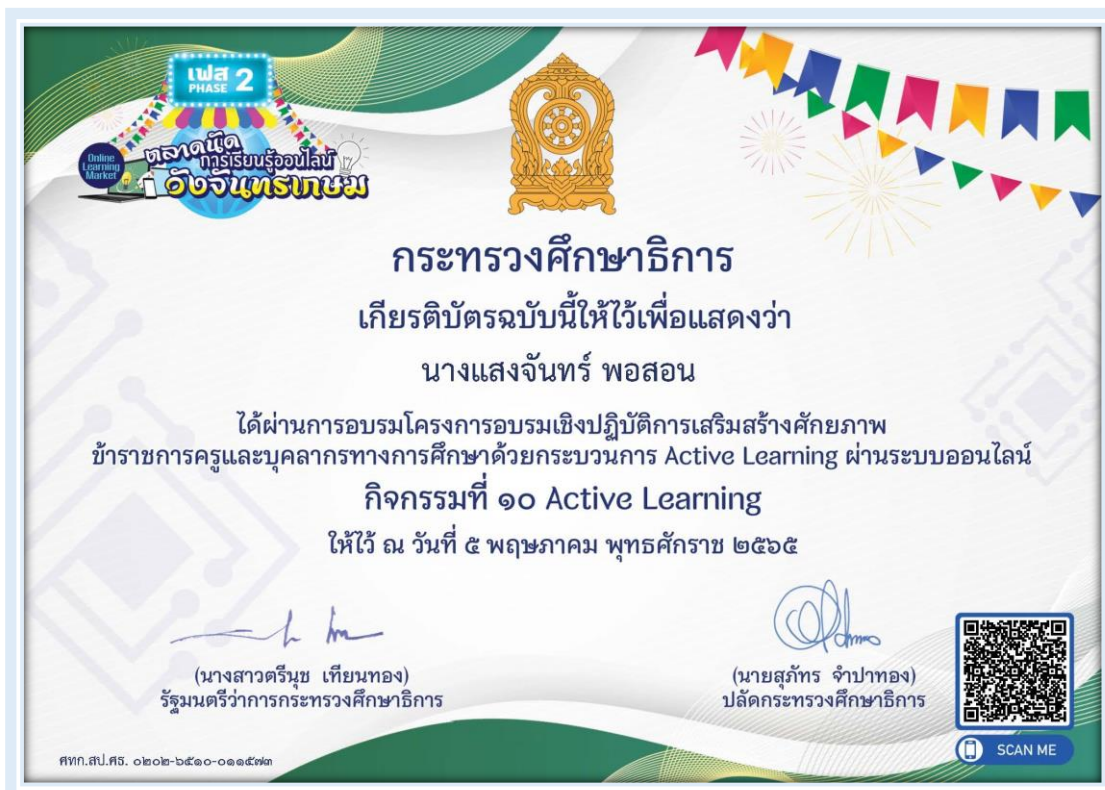 เฟส 2
PHASE
Online Learning Market
ตลาดนัด
การเรียนรู้ออนไลน์
วังจันทรเกษม
กระทรวงศึกษาธิการ
เกียรติบัตรฉบับนี้ให้ไว้เพื่อแสดงว่า
นางแสงจันทร์ พอสอน
ได้ผ่านการอบรมโครงการอบรมเชิงปฏิบัติการเสริมสร้างศักยภาพ
ข้าราชการครูและบุคลากรทางการศึกษาด้วยกระบวนการ Active Learning ผ่านระบบออนไลน์
กิจกรรมที่ ๑๐ Active Learning
ให้ไว้ ณ วันที่ ๕ พฤษภาคม พุทธศักราช ๒๕๖๕
(นางสาวตรีนุช เทียนทอง)
รัฐมนตรีว่าการกระทรวงศึกษาธิการ
(นายสุภัทร จำปาทอง)
ปลัดกระทรวงศึกษาธิการ
ศทก.สป.ศธ. ๐๒๐๒-๖๕๑๐-๐๑๑๕๗๓
SCAN ME